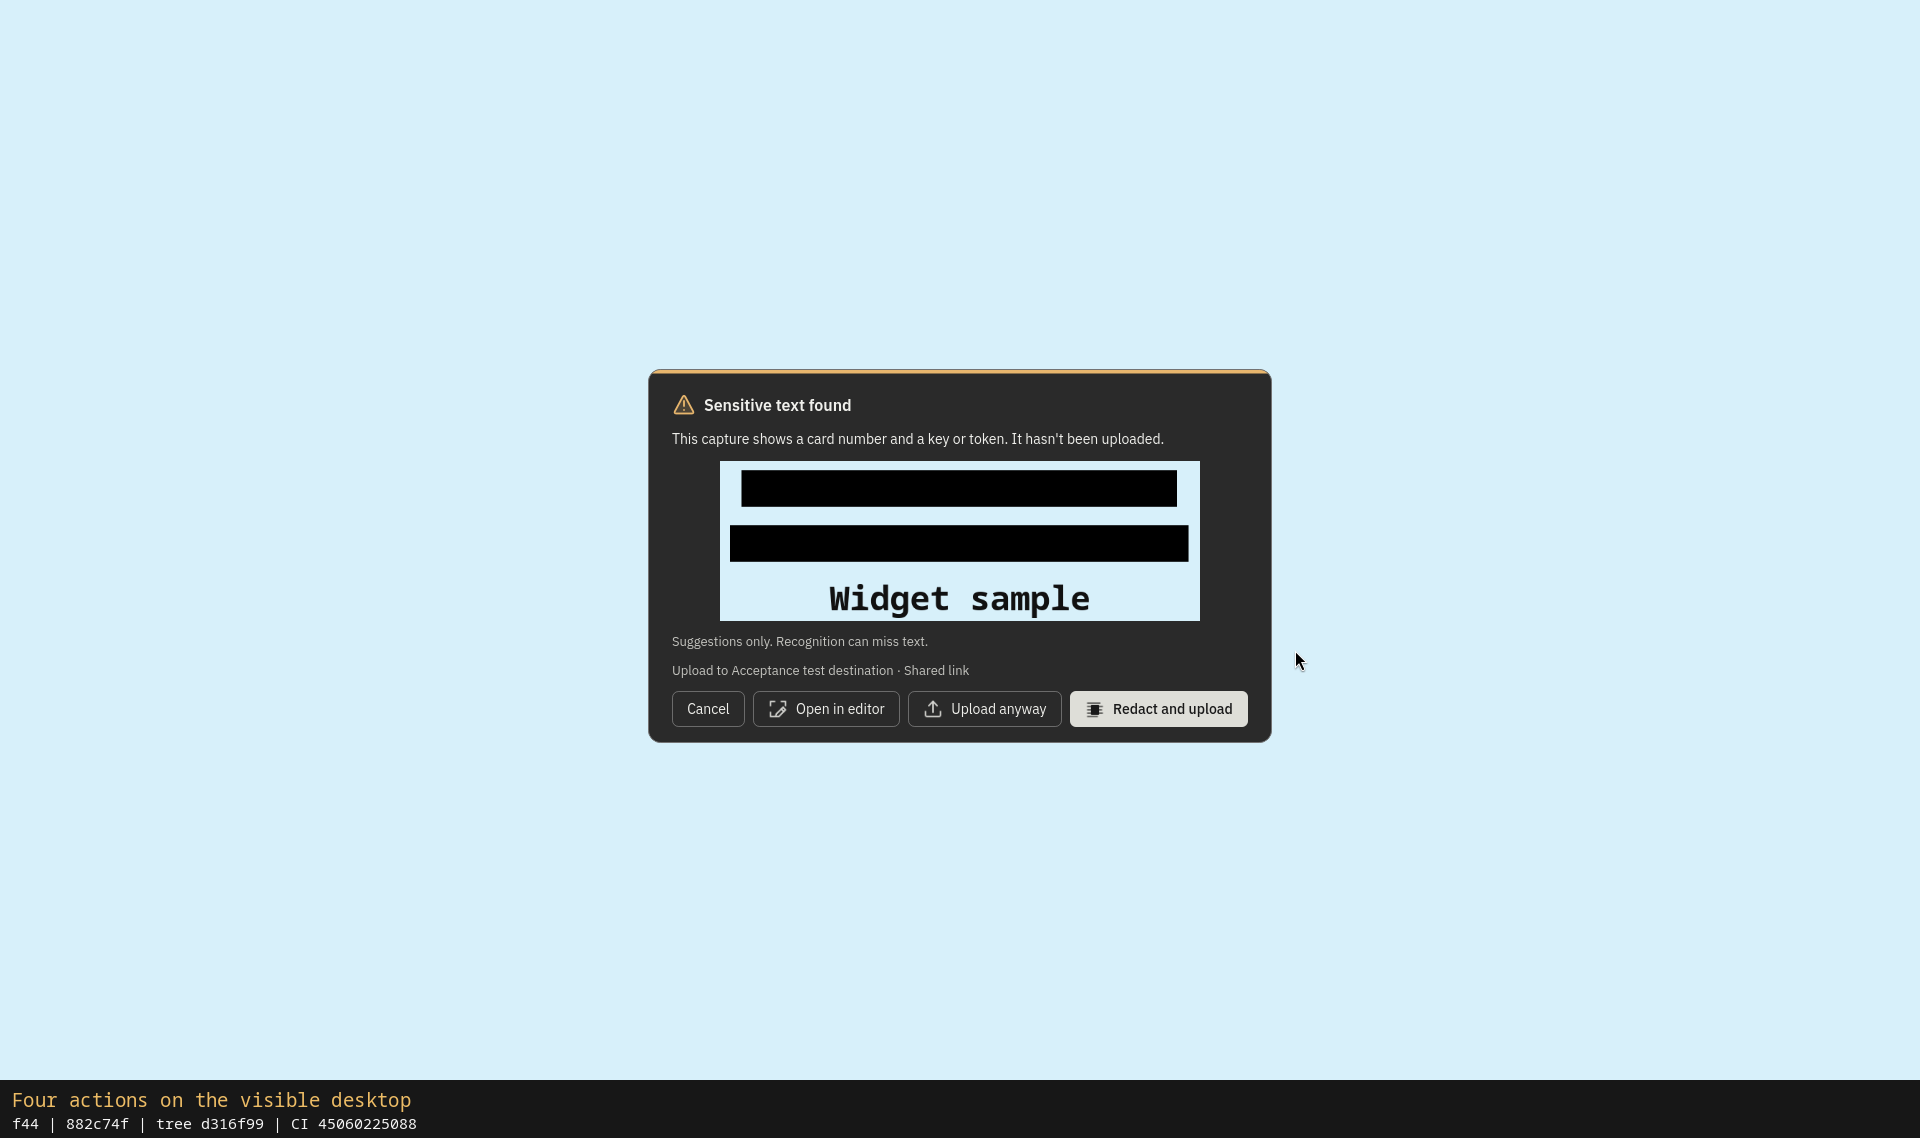 Sensitive text found
This capture shows a card number and a key or token. It hasn't been uploaded.
Widget sample
Suggestions only. Recognition can miss text.
Upload to Acceptance test destination · Shared link
Cancel
Open in editor
Upload anyway
Redact and upload
Four actions on the visible desktop
f44 | 882c74f | tree d316f99 | CI 45060225088